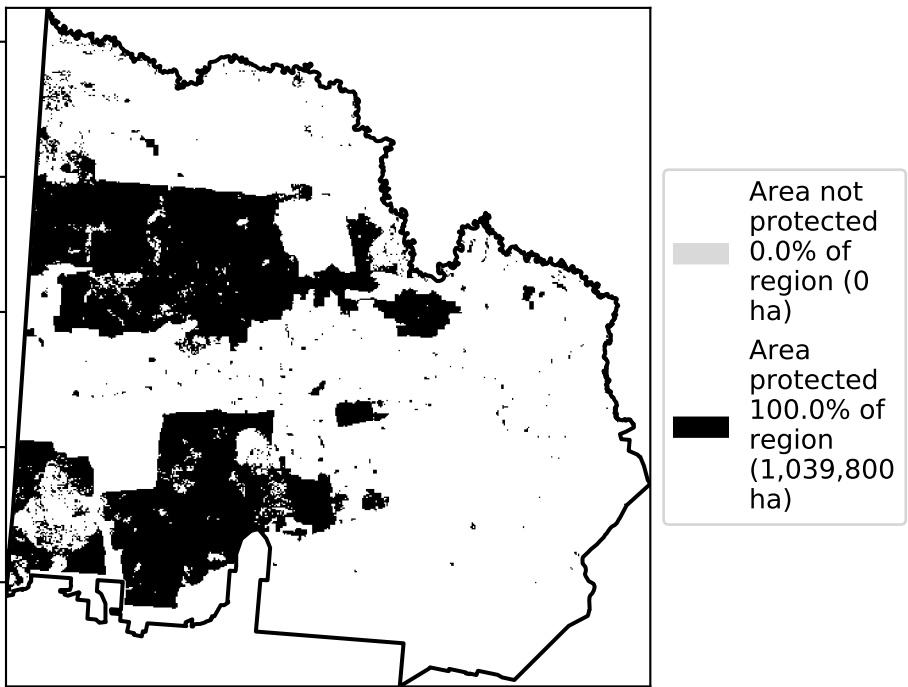 Area not
protected
0.0% of
region (0
ha)
Area
protected
100.0% of
region
(1,039,800
ha)